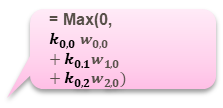 = Max(0,
k0,0 w0,0
+ k0.1w1,0
+ k0,2w2,0)